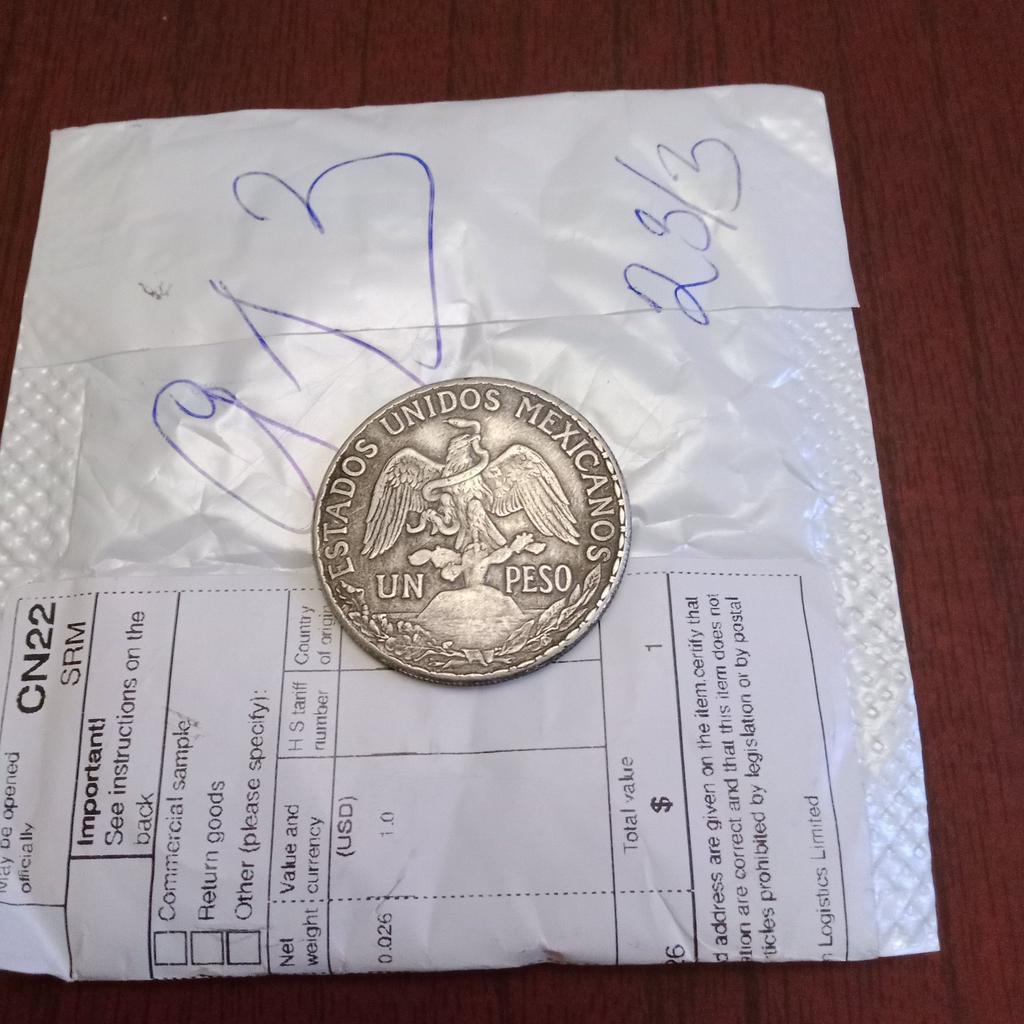 913
23/3
ESTADOS UNIDOS MEXICANOS
UN PESO
may be opened
officially
CN22
SRM
Important!
See instructions on the
back
Commercial sample
Return goods
Other (please specify):
Net
weight
Value and
currency
H S tariff
number
Country
of origin
(USD)
0.026
1.0
Total value
$ 1
address are given on the item.certify that
ation are correct and that this item does not
ticles prohibited by legislation or by postal
Logistics Limited